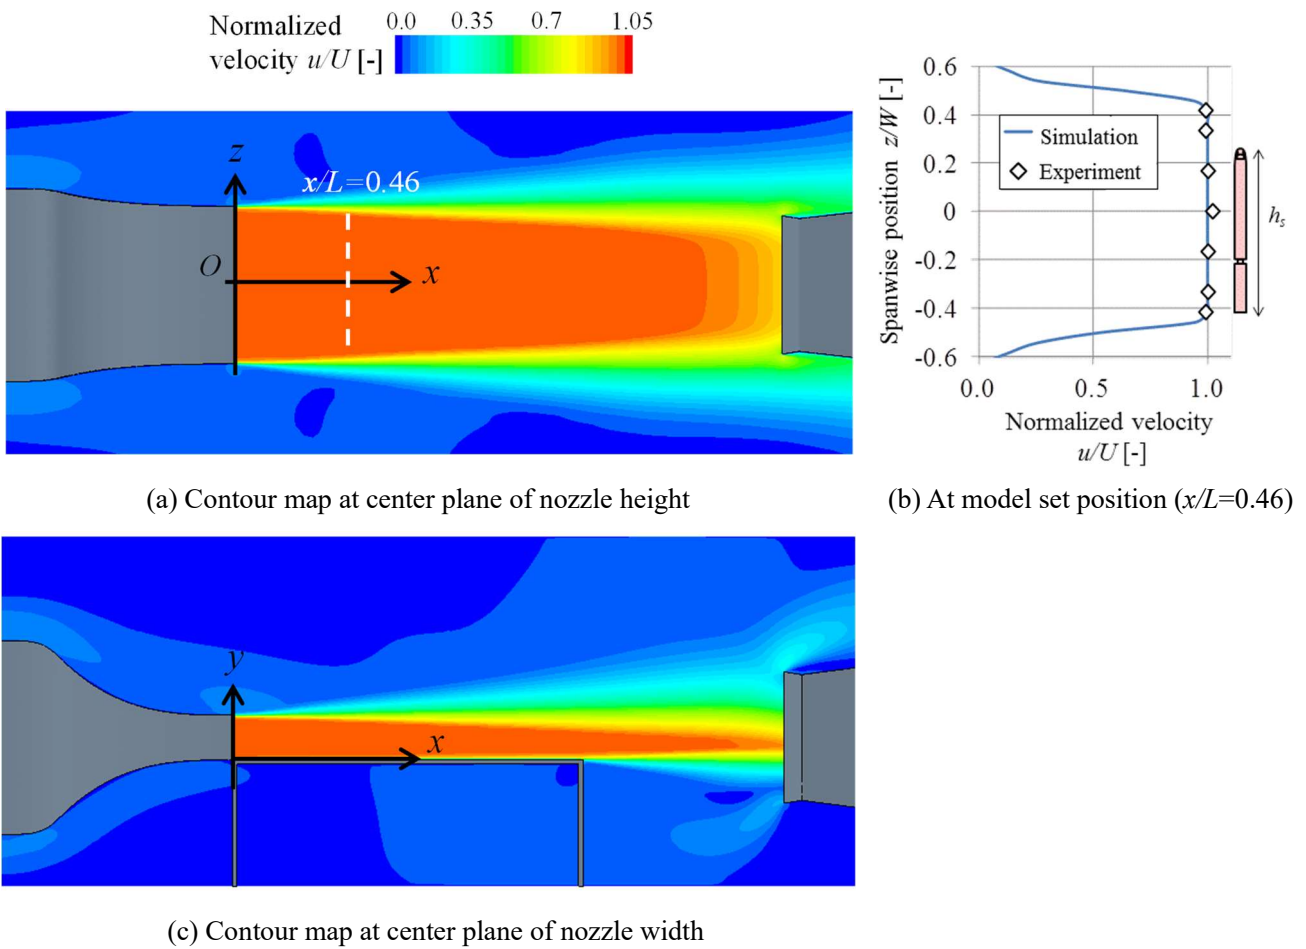 Normalized
velocity u/U [-]
0.0 0.35 0.7 1.05
z
x/L=0.46
O
x
(a) Contour map at center plane of nozzle height
0.6
0.4
0.2
0
-0.2
-0.4
-0.6
Spanwise position z/W [-]
Simulation
Experiment
hs
0.0 0.5 1.0
Normalized velocity
u/U [-]
(b) At model set position (x/L=0.46)
y
x
(c) Contour map at center plane of nozzle width